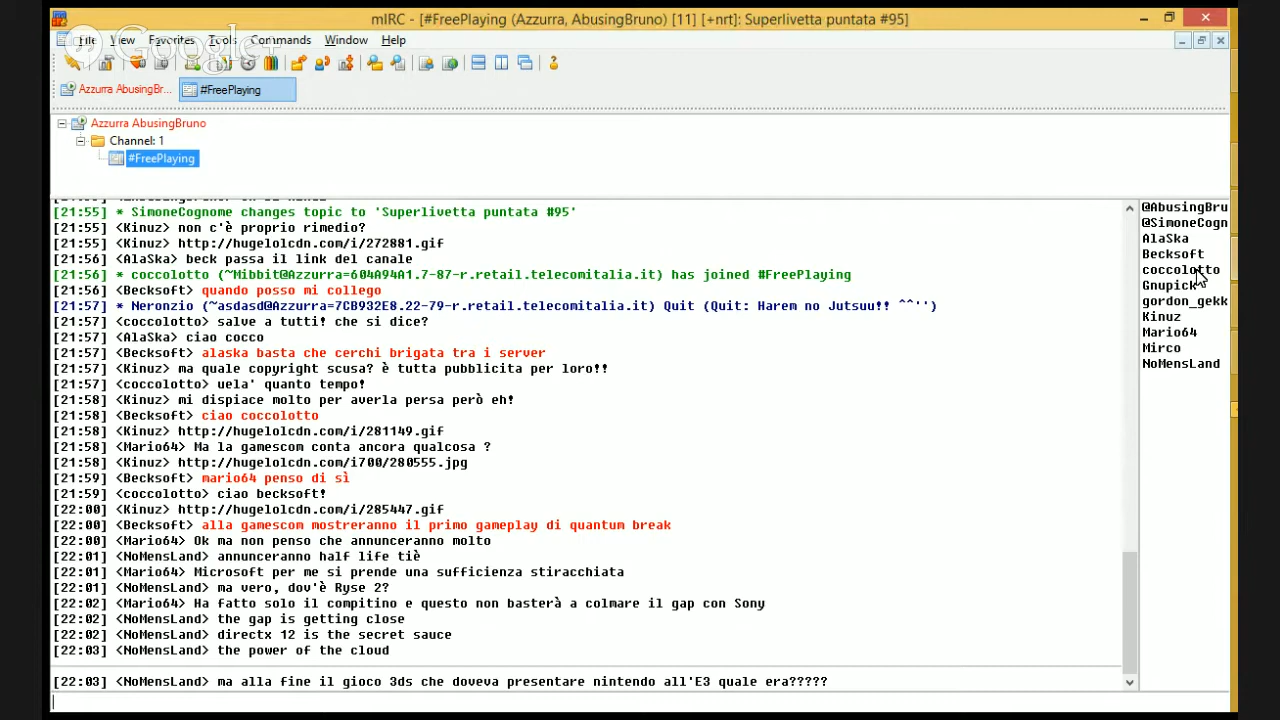 mIRC - [#FreePlaying (Azzurra, AbusingBruno) [11] [+nrt]: Superlivetta puntata #95]
File View Favorites Tools Commands Window Help
Google+
Azzurra AbusingBr... #FreePlaying
Azzurra AbusingBruno
Channel: 1
#FreePlaying
[21:55] * SimoneCognome changes topic to 'Superlivetta puntata #95'
[21:55] <Kinuz> non c'è proprio rimedio?
[21:55] <Kinuz> http://hugelolcdn.com/i/272881.gif
[21:56] <AlaSka> beck passa il link del canale
[21:56] * coccolotto (~Mibbit@Azzurra=604A94A1.7-87-r.retail.telecomitalia.it) has joined #FreePlaying
[21:56] <Becksoft> quando posso mi collego
[21:57] * Neronzio (~asdasd@Azzurra=7CB932E8.22-79-r.retail.telecomitalia.it) Quit (Quit: Harem no Jutsuu!! ^^'')
[21:57] <coccolotto> salve a tutti! che si dice?
[21:57] <AlaSka> ciao cocco
[21:57] <Becksoft> alaska basta che cerchi brigata tra i server
[21:57] <Kinuz> ma quale copyright scusa? è tutta pubblicita per loro!!
[21:57] <coccolotto> uela' quanto tempo!
[21:58] <Kinuz> mi dispiace molto per averla persa però eh!
[21:58] <Becksoft> ciao coccolotto
[21:58] <Kinuz> http://hugelolcdn.com/i/281149.gif
[21:58] <Mario64> Ma la gamescom conta ancora qualcosa ?
[21:58] <Kinuz> http://hugelolcdn.com/i700/280555.jpg
[21:59] <Becksoft> mario64 penso di sì
[21:59] <coccolotto> ciao becksoft!
[22:00] <Kinuz> http://hugelolcdn.com/i/285447.gif
[22:00] <Becksoft> alla gamescom mostreranno il primo gameplay di quantum break
[22:00] <Mario64> Ok ma non penso che annunceranno molto
[22:01] <NoMensLand> annunceranno half life tiè
[22:01] <Mario64> Microsoft per me si prende una sufficienza stiracchiata
[22:01] <NoMensLand> ma vero, dov'è Ryse 2?
[22:02] <Mario64> Ha fatto solo il compitino e questo non basterà a colmare il gap con Sony
[22:02] <NoMensLand> the gap is getting close
[22:02] <NoMensLand> directx 12 is the secret sauce
[22:03] <NoMensLand> the power of the cloud
[22:03] <NoMensLand> ma alla fine il gioco 3ds che doveva presentare nintendo all'E3 quale era?????
@AbusingBru
@SimoneCogn
AlaSka
Becksoft
coccolotto
Gnupick
gordon_gekk
Kinuz
Mario64
Mirco
NoMensLand